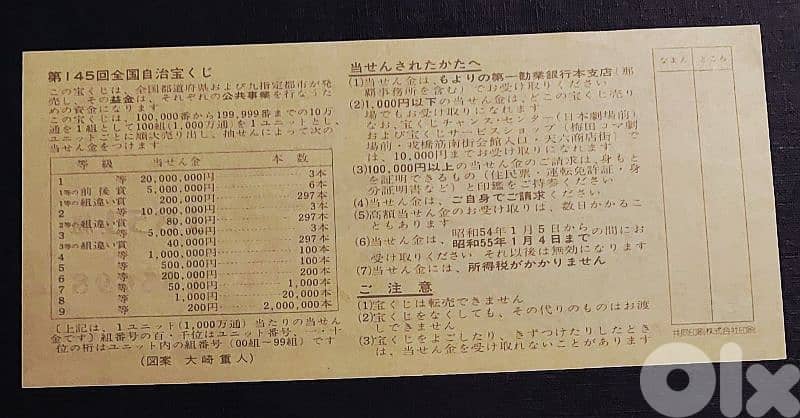 第145回全国自治宝くじ
この宝くじは、全国都道府県および九指定都市が発
売し、その益金は、それぞれの公共事業を行なうた
めの資金になります
この宝くじは、100,000番から199,999番までの10万
通を1組として100組(1,000万通)を1ユニットとし、
ユニットごとに順次売り出し、抽せんによって次の
当せん金をつけます
等級 当せん金 本数
1等 20,000,000円 3本
1等の前後賞 5,000,000円 6本
1等の組違い賞 200,000円 297本
2等 10,000,000円 3本
2等の組違い賞 80,000円 297本
3等 5,000,000円 3本
3等の組違い賞 40,000円 297本
4等 1,000,000円 100本
5等 500,000円 100本
6等 200,000円 200本
7等 50,000円 1,000本
8等 1,000円 20,000本
9等 200円 2,000,000本
(上記は、1ユニット(1,000万通)当たりの当せん
金です)組番号の百・千位はユニット番号、一・十
位の桁はユニット内の組番号(00組〜99組)です
(図案 大崎重人)
当せんされたかたへ
(1)当せん金は、もよりの第一勧業銀行本支店(那
覇事務所を含む)でお受け取りください
(2)1,000円以下の当せん金は、どこの宝くじ売り
場でもお受け取りになれます
なお、宝くじチャンス・センター(日本劇場前)
および宝くじサービスショップ(梅田コマ劇
場前・戎橋筋南街会館入口・天六商店街)で
は、10,000円までお受け取りになれます
(3)100,000円以上の当せん金のご請求は、身もと
を証明できるもの(住民票・運転免許証・身
分証明書など)と印鑑をご持参ください
(4)当せん金は、ご自身でご請求ください
(5)高額当せん金のお受け取りは、数日かかるこ
ともあります
(6)当せん金は、昭和54年1月5日から昭和55年1月4日までの間にお
受け取りください それ以後は無効になります
(7)当せん金には、所得税がかかりません
ご注意
(1)宝くじは転売できません
(2)宝くじをなくしても、その代りのものはお渡
しできません
(3)宝くじをよごしたり、きずつけたりしたとき
は、当せん金を受け取れないことがあります
なまえ
ところ
共同印刷株式会社印刷
OLX